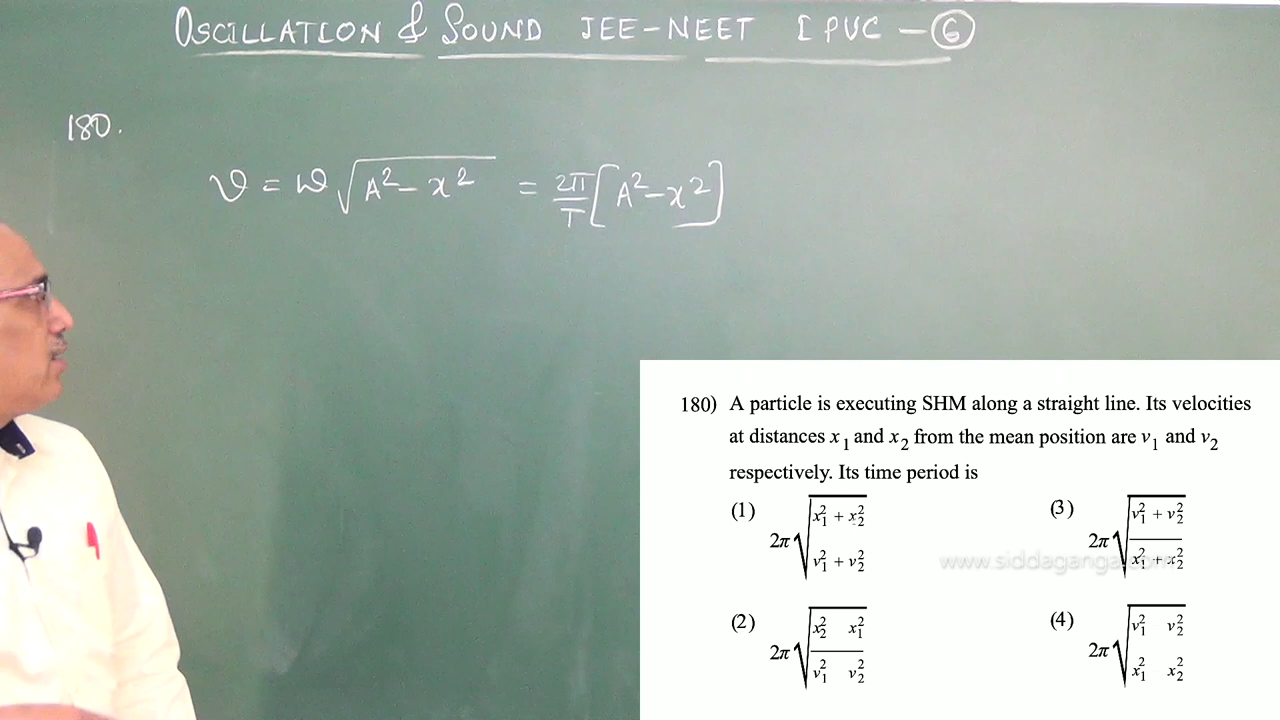 OSCILLATION & SOUND JEE-NEET I PUC - 6
180.
v = ω √(A² - x²) = 2π/T [A² - x²]
180) A particle is executing SHM along a straight line. Its velocities
at distances x₁ and x₂ from the mean position are v₁ and v₂
respectively. Its time period is
(1) 2π √((x₁² + x₂²) / (v₁² + v₂²))
(3) 2π √((v₁² + v₂²) / (x₁² + x₂²))
www.siddaganga.com
(2) 2π √((x₂² x₁²) / (v₁² v₂²))
(4) 2π √((v₁² v₂²) / (x₁² x₂²))